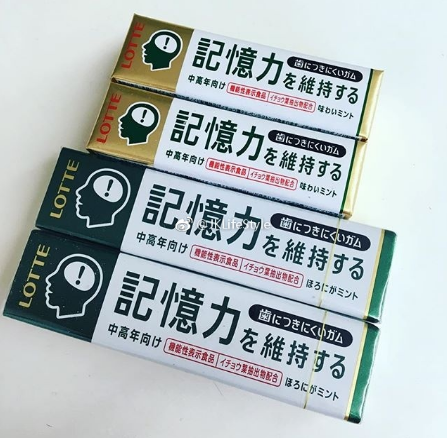 LOTTE
歯につきにくいガム
記憶力を維持する
中高年向け 機能性表示食品 イチョウ葉抽出物配合 味わいミント
LOTTE
歯につきにくいガム
記憶力を維持する
中高年向け 機能性表示食品 イチョウ葉抽出物配合 味わいミント
LOTTE
歯につきにくいガム
記憶力を維持する
中高年向け 機能性表示食品 イチョウ葉抽出物配合 ほろにがミント
@JKLifeStyle
LOTTE
歯につきにくいガム
記憶力を維持する
中高年向け 機能性表示食品 イチョウ葉抽出物配合 ほろにがミント